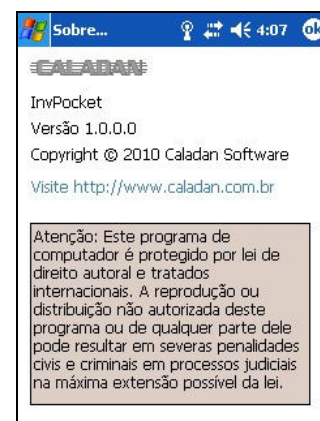 Sobre...
4:07
ok
CALADAN
InvPocket
Versão 1.0.0.0
Copyright © 2010 Caladan Software
Visite http://www.caladan.com.br
Atenção: Este programa de
computador é protegido por lei de
direito autoral e tratados
internacionais. A reprodução ou
distribuição não autorizada deste
programa ou de qualquer parte dele
pode resultar em severas penalidades
civis e criminais em processos judiciais
na máxima extensão possível da lei.